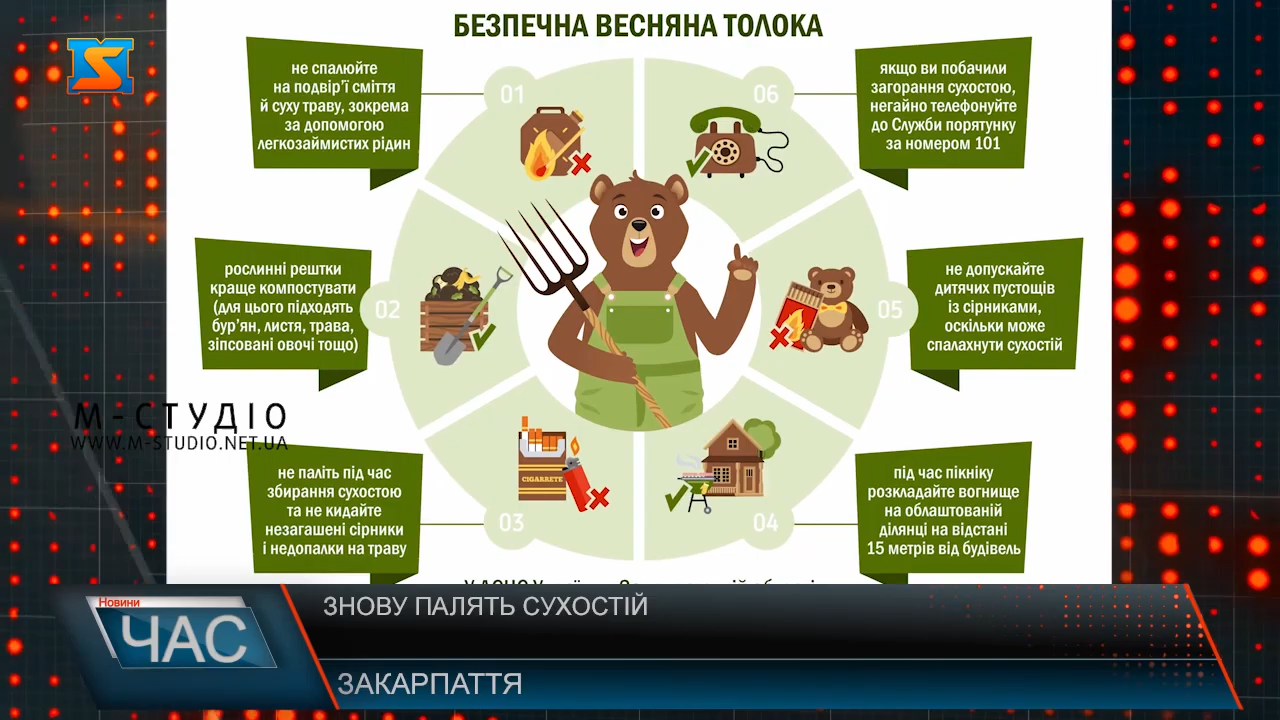 БЕЗПЕЧНА ВЕСНЯНА ТОЛОКА
01
не спалюйте
на подвір'ї сміття
й суху траву, зокрема
за допомогою
легкозаймистих рідин
06
якщо ви побачили
загорання сухостою,
негайно телефонуйте
до Служби порятунку
за номером 101
02
рослинні рештки
краще компостувати
(для цього підходять
бур'ян, листя, трава,
зіпсовані овочі тощо)
05
не допускайте
дитячих пустощів
із сірниками,
оскільки може
спалахнути сухостій
М-СТУДІО
WWW.M-STUDIO.NET.UA
03
не паліть під час
збирання сухостою
та не кидайте
незагашені сірники
і недопалки на траву
CIGARRETE
04
під час пікніку
розкладайте вогнище
на облаштованій
ділянці на відстані
15 метрів від будівель
Новини
ЧАС
ЗНОВУ ПАЛЯТЬ СУХОСТІЙ
ЗАКАРПАТТЯ